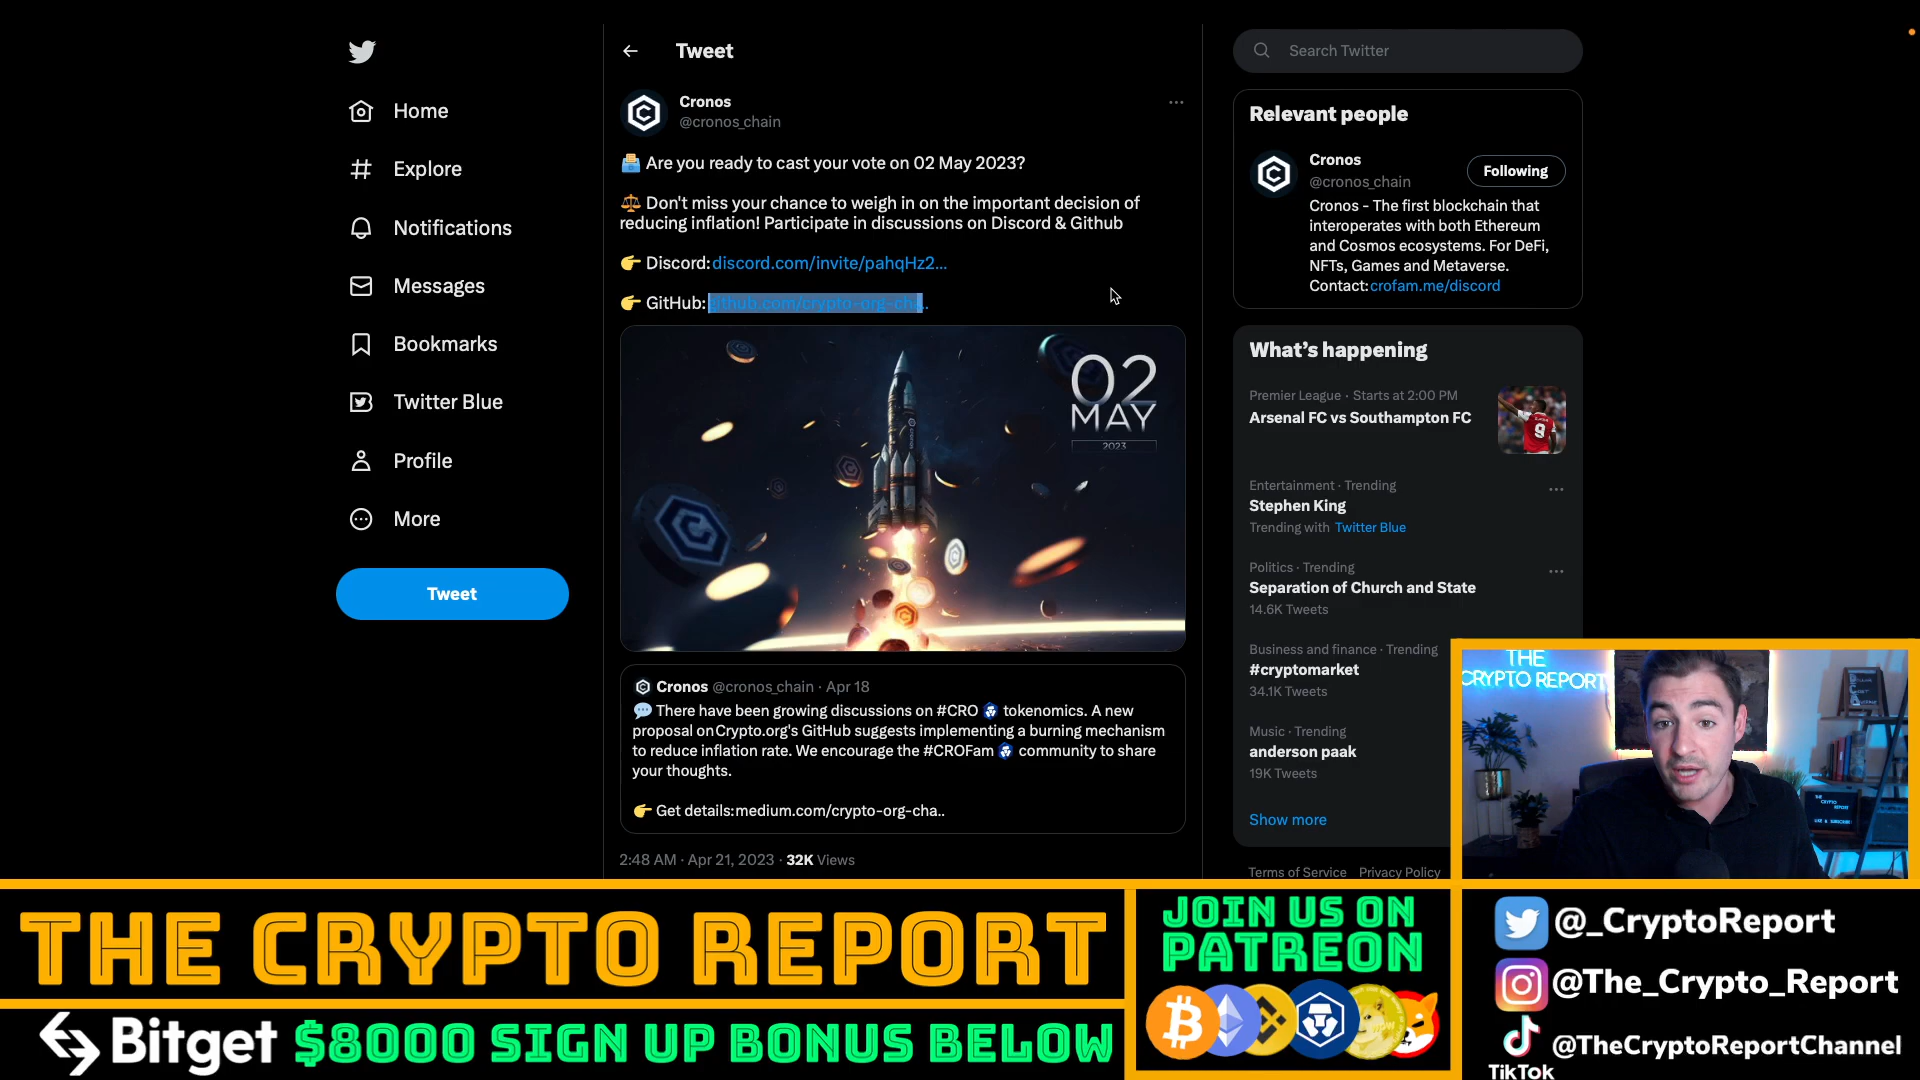 Home
Explore
Notifications
Messages
Bookmarks
Twitter Blue
Profile
More
Tweet
Tweet
Cronos
@cronos_chain
Are you ready to cast your vote on 02 May 2023?
Don't miss your chance to weigh in on the important decision of
reducing inflation! Participate in discussions on Discord & Github
Discord: discord.com/invite/pahqHz2...
GitHub: github.com/crypto-org-cha..
02
MAY
2023
Cronos @cronos_chain · Apr 18
There have been growing discussions on #CRO tokenomics. A new
proposal on Crypto.org's GitHub suggests implementing a burning mechanism
to reduce inflation rate. We encourage the #CROFam community to share
your thoughts.
Get details: medium.com/crypto-org-cha..
2:48 AM · Apr 21, 2023 · 32K Views
Search Twitter
Relevant people
Cronos
@cronos_chain
Following
Cronos - The first blockchain that
interoperates with both Ethereum
and Cosmos ecosystems. For DeFi,
NFTs, Games and Metaverse.
Contact: crofam.me/discord
What's happening
Premier League · Starts at 2:00 PM
Arsenal FC vs Southampton FC
9
Entertainment · Trending
Stephen King
Trending with Twitter Blue
Politics · Trending
Separation of Church and State
14.6K Tweets
Business and finance · Trending
#cryptomarket
34.1K Tweets
Music · Trending
anderson paak
19K Tweets
Show more
Terms of Service Privacy Policy
THE
CRYPTO REPORT
THE CRYPTO REPORT
Bitget $8000 SIGN UP BONUS BELOW
JOIN US ON
PATREON
@_CryptoReport
@The_Crypto_Report
@TheCryptoReportChannel
TikTok